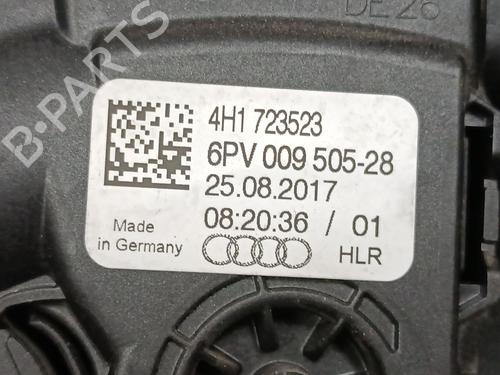 DE 26
4H1 723523
6PV 009 505-28
25.08.2017
08:20:36 / 01
Made
in Germany
HLR
B-PARTS